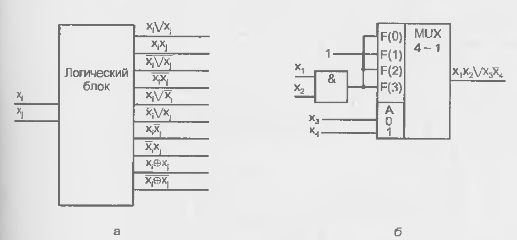 Логический
блок
xᵢ
xⱼ
xᵢ\/xⱼ
xᵢxⱼ
x̅ᵢ\/̅x̅ⱼ
x̅ᵢx̅ⱼ
xᵢ\/x̅ⱼ
x̅ᵢ\/xⱼ
xᵢx̅ⱼ
x̅ᵢxⱼ
xᵢ⊕xⱼ
x̅ᵢ⊕̅x̅ⱼ
а
x₁
x₂
&
1
F(0)
F(1)
F(2)
F(3)
MUX
4 – 1
A
0
1
x₃
x₄
x₁x₂\/x₃x̅₄
б